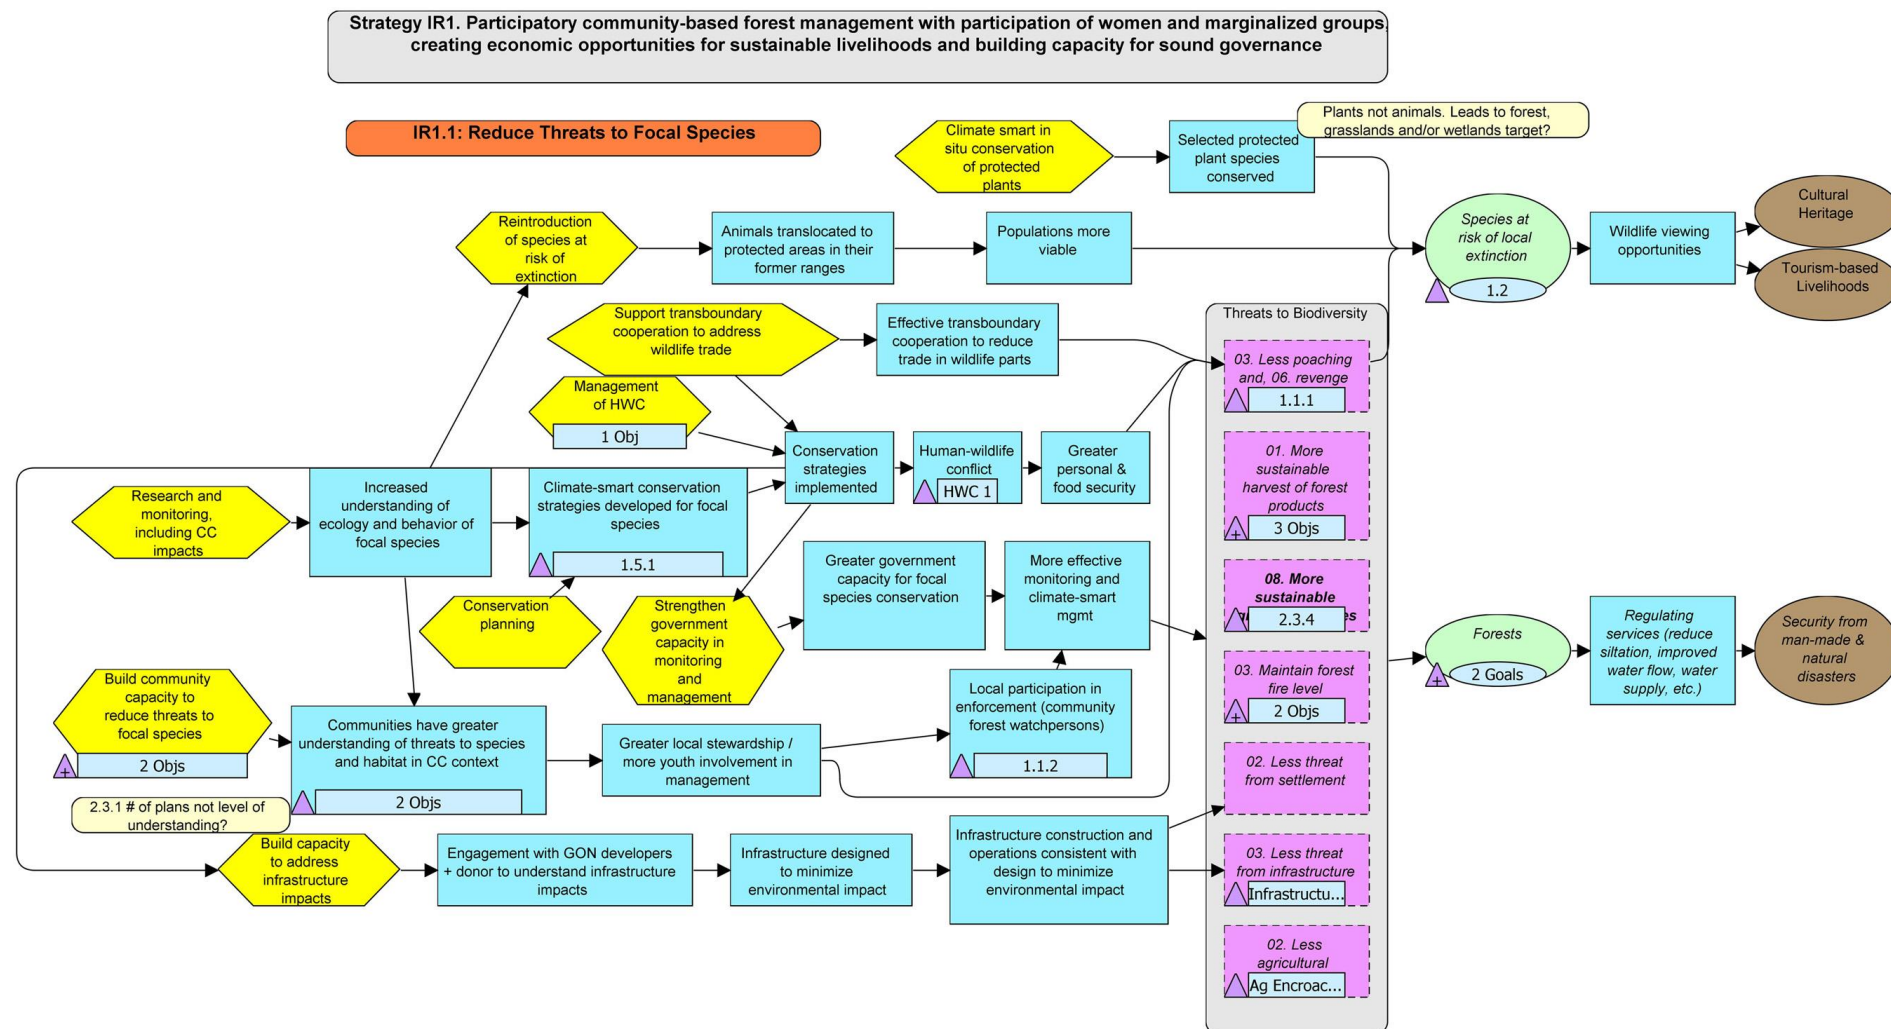 Strategy IR1. Participatory community-based forest management with participation of women and marginalized groups,
creating economic opportunities for sustainable livelihoods and building capacity for sound governance
IR1.1: Reduce Threats to Focal Species
Climate smart in
situ conservation
of protected
plants
Selected protected
plant species
conserved
Plants not animals. Leads to forest,
grasslands and/or wetlands target?
Reintroduction
of species at
risk of
extinction
Animals translocated to
protected areas in their
former ranges
Populations more
viable
Species at
risk of local
extinction
1.2
Wildlife viewing
opportunities
Cultural
Heritage
Tourism-based
Livelihoods
Support transboundary
cooperation to address
wildlife trade
Effective transboundary
cooperation to reduce
trade in wildlife parts
Threats to Biodiversity
03. Less poaching
and, 06. revenge
1.1.1
Management
of HWC
1 Obj
Conservation
strategies
implemented
Human-wildlife
conflict
HWC 1
Greater
personal &
food security
01. More
sustainable
harvest of forest
products
3 Objs
Research and
monitoring,
including CC
impacts
Increased
understanding of
ecology and behavior of
focal species
Climate-smart conservation
strategies developed for focal
species
1.5.1
Conservation
planning
Strengthen
government
capacity in
monitoring
and
management
Greater government
capacity for focal
species conservation
More effective
monitoring and
climate-smart
mgmt
08. More
sustainable
2.3.4
Forests
2 Goals
Regulating
services (reduce
siltation, improved
water flow, water
supply, etc.)
Security from
man-made &
natural
disasters
03. Maintain forest
fire level
2 Objs
Build community
capacity to
reduce threats to
focal species
2 Objs
Communities have greater
understanding of threats to species
and habitat in CC context
2 Objs
Greater local stewardship /
more youth involvement in
management
Local participation in
enforcement (community
forest watchpersons)
1.1.2
02. Less threat
from settlement
2.3.1 # of plans not level of
understanding?
Build capacity
to address
infrastructure
impacts
Engagement with GON developers
+ donor to understand infrastructure
impacts
Infrastructure designed
to minimize
environmental impact
Infrastructure construction and
operations consistent with
design to minimize
environmental impact
03. Less threat
from infrastructure
Infrastructu...
02. Less
agricultural
Ag Encroac...